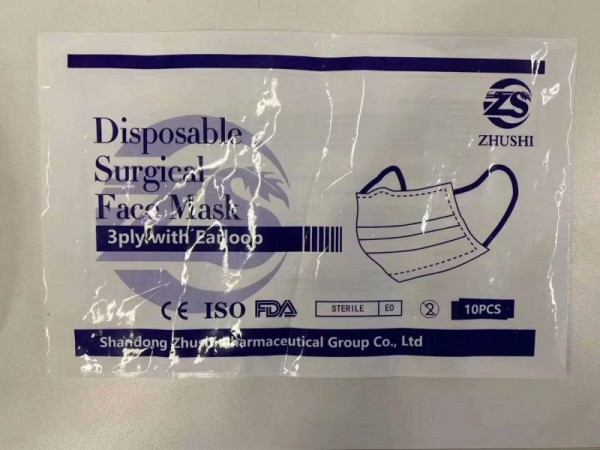 ZS
ZHUSHI
Disposable
Surgical
Face Mask
3ply with Earloop
CE ISO FDA STERILE EO 2 10PCS
Shandong Zhushi Pharmaceutical Group Co., Ltd